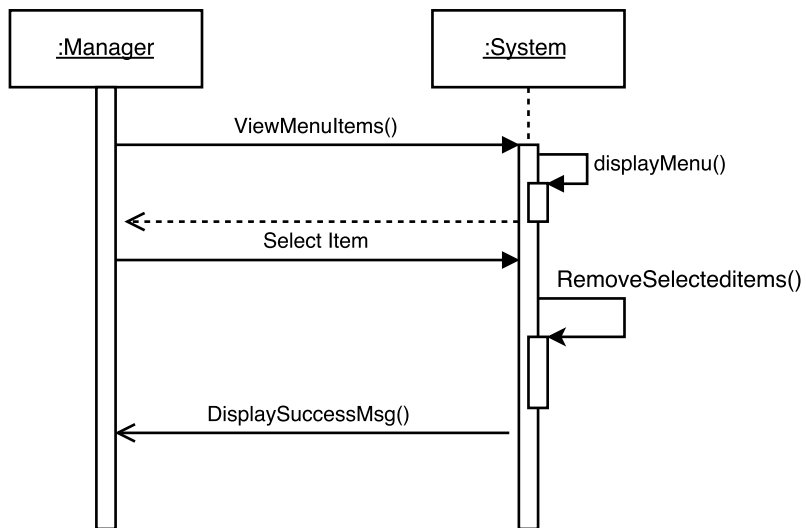 :Manager
:System
ViewMenuItems()
displayMenu()
Select Item
RemoveSelecteditems()
DisplaySuccessMsg()